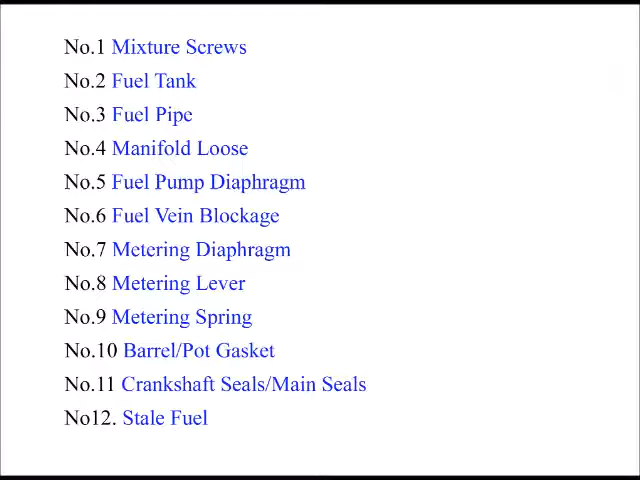 No.1 Mixture Screws
No.2 Fuel Tank
No.3 Fuel Pipe
No.4 Manifold Loose
No.5 Fuel Pump Diaphragm
No.6 Fuel Vein Blockage
No.7 Metering Diaphragm
No.8 Metering Lever
No.9 Metering Spring
No.10 Barrel/Pot Gasket
No.11 Crankshaft Seals/Main Seals
No12. Stale Fuel